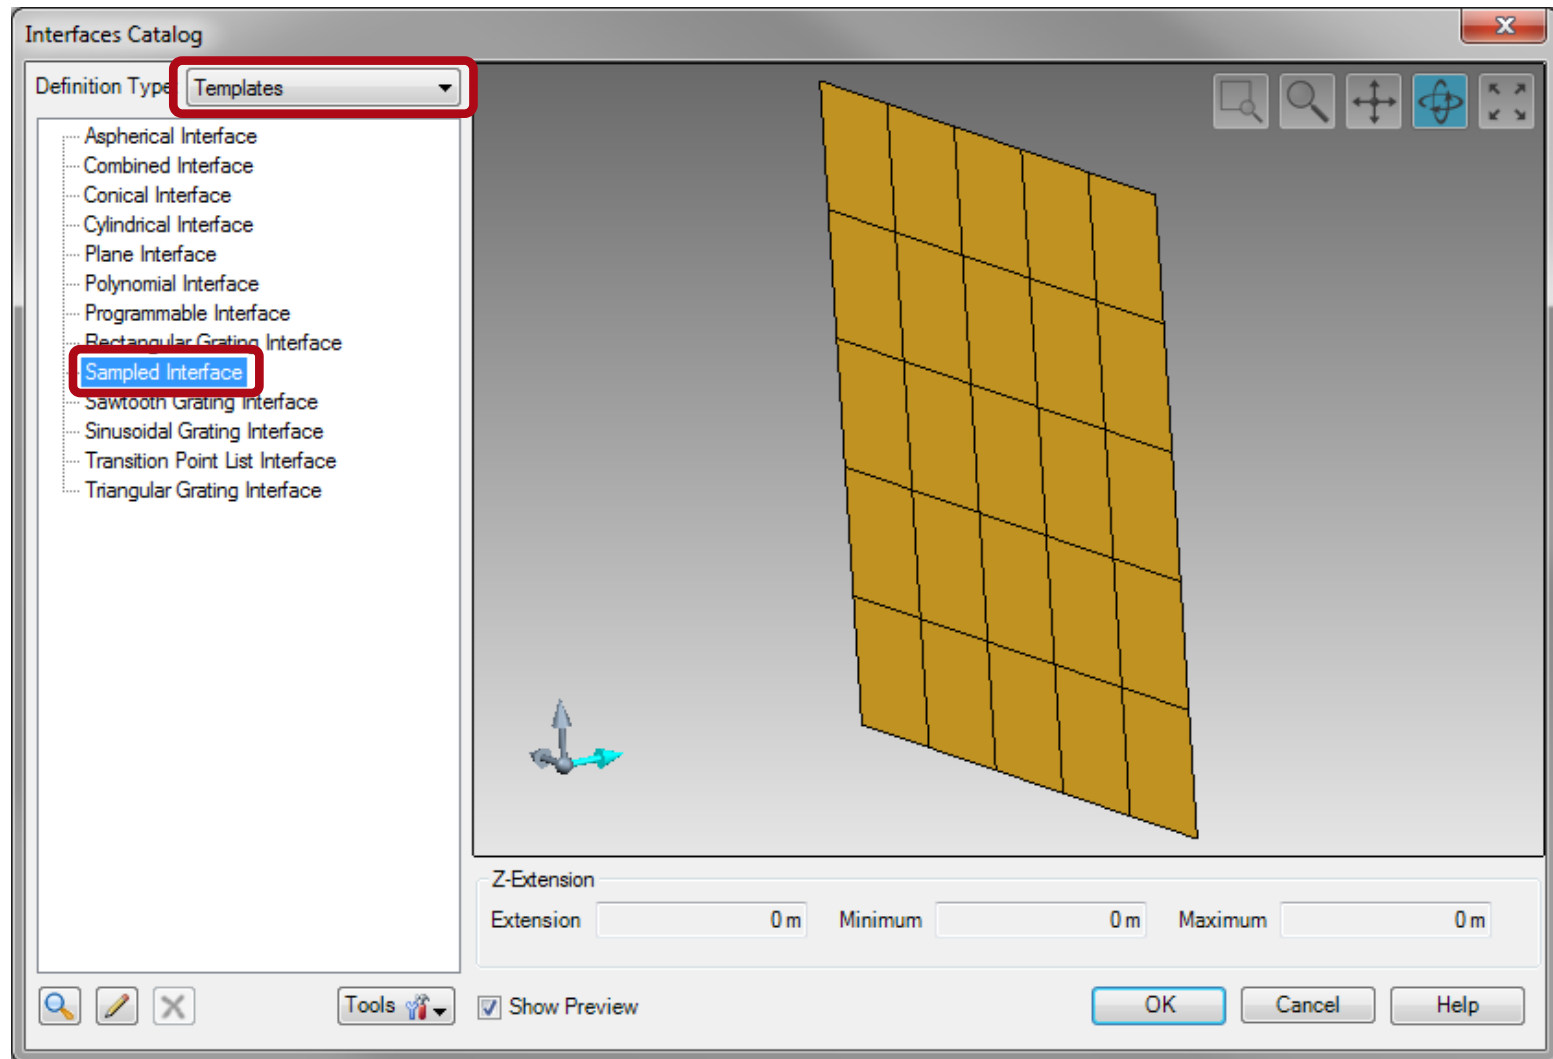 Interfaces Catalog
Definition Type
Templates
Aspherical Interface
Combined Interface
Conical Interface
Cylindrical Interface
Plane Interface
Polynomial Interface
Programmable Interface
Rectangular Grating Interface
Sampled Interface
Sawtooth Grating Interface
Sinusoidal Grating Interface
Transition Point List Interface
Triangular Grating Interface
Z-Extension
Extension 0 m Minimum 0 m Maximum 0 m
Tools Show Preview OK Cancel Help